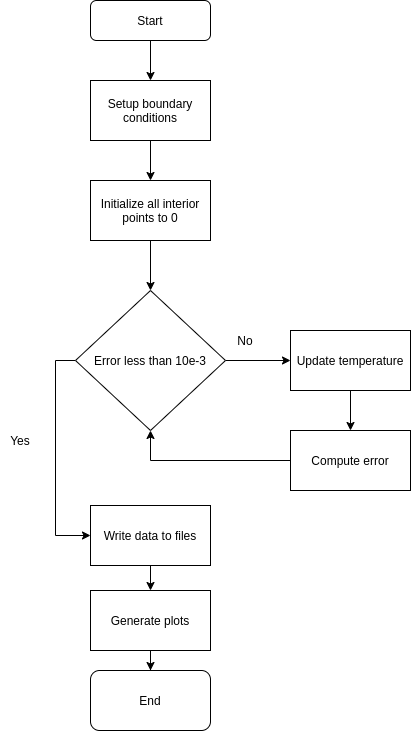 Start
Setup boundary
conditions
Initialize all interior
points to 0
Error less than 10e-3
No
Update temperature
Compute error
Yes
Write data to files
Generate plots
End